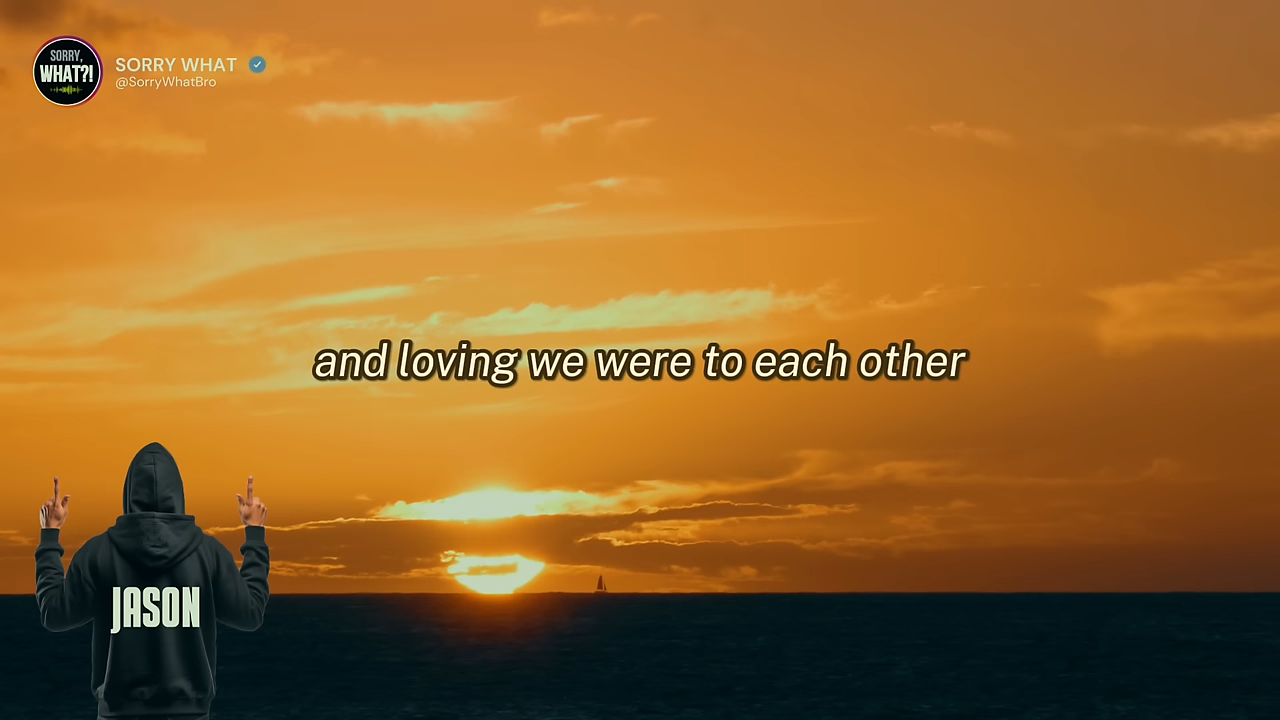 SORRY,
WHAT?!
SORRY WHAT
@SorryWhatBro
and loving we were to each other
JASON